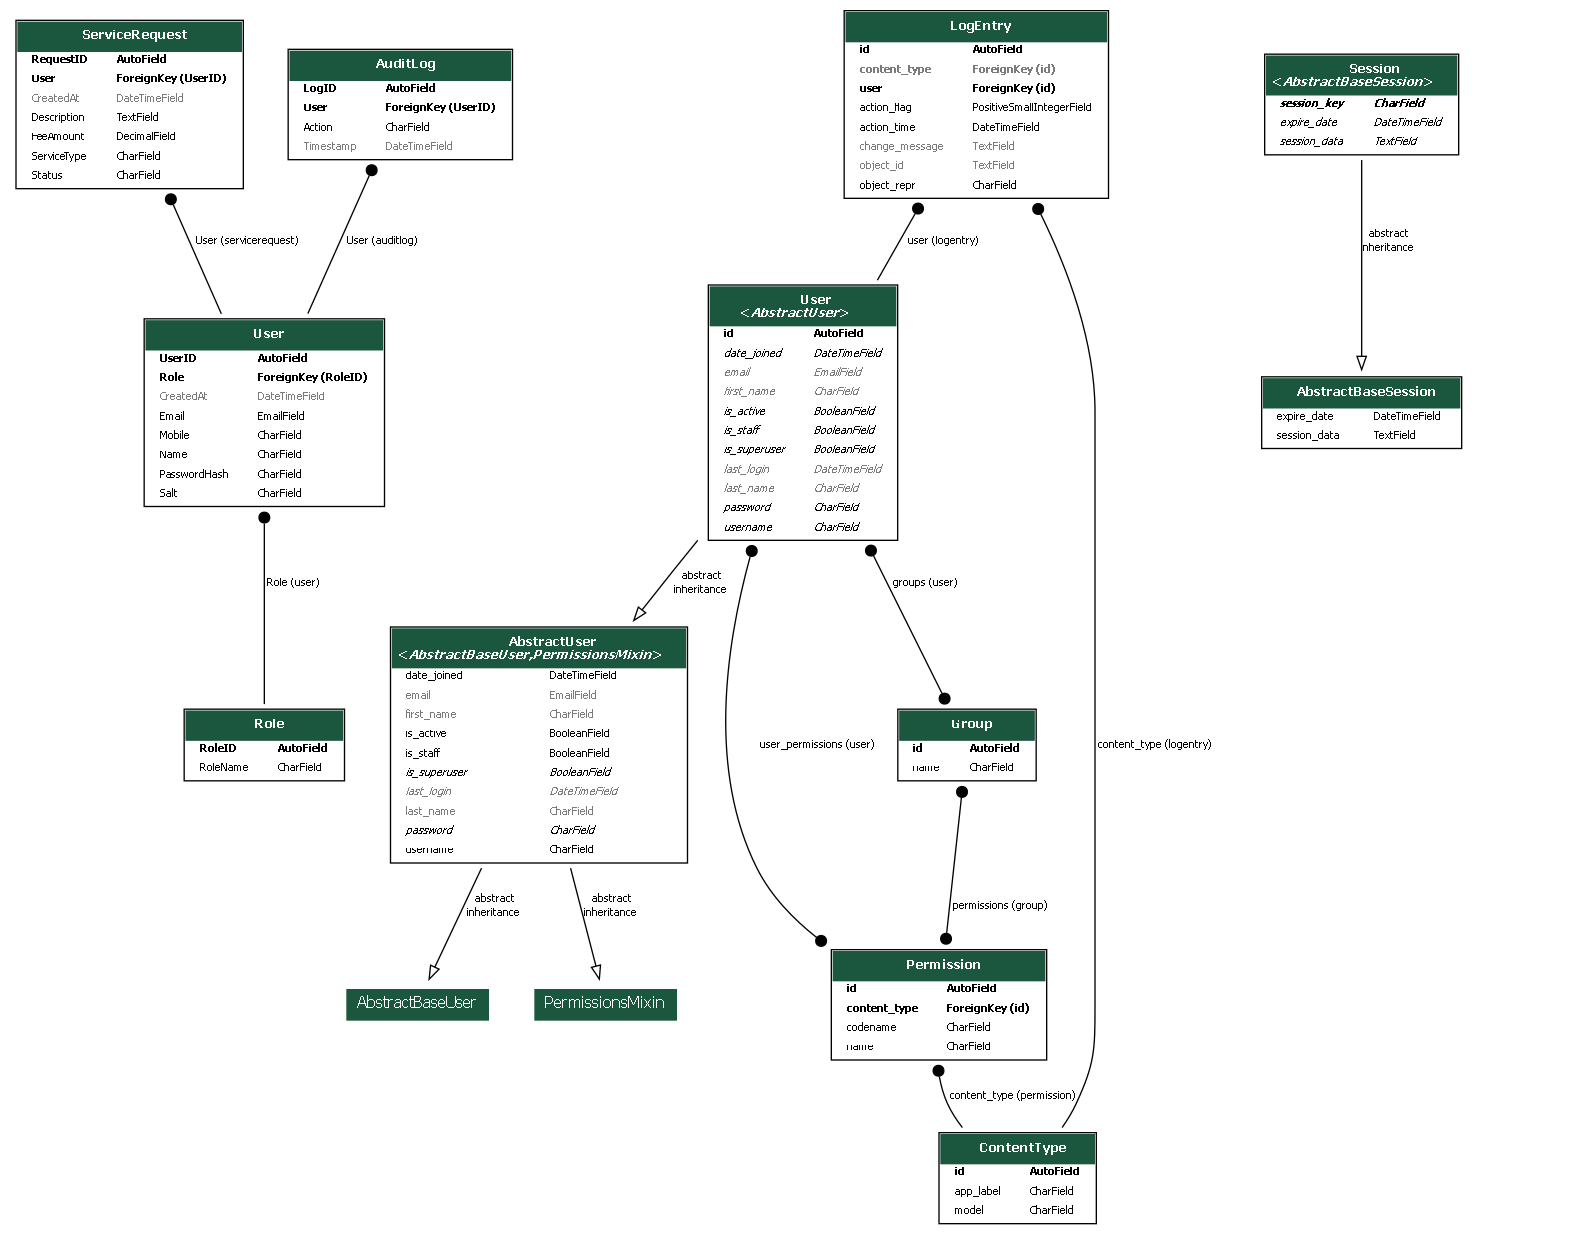 ServiceRequest
RequestID AutoField
User ForeignKey (UserID)
CreatedAt DateTimeField
Description TextField
FeeAmount DecimalField
ServiceType CharField
Status CharField
AuditLog
LogID AutoField
User ForeignKey (UserID)
Action CharField
Timestamp DateTimeField
LogEntry
id AutoField
content_type ForeignKey (id)
user ForeignKey (id)
action_flag PositiveSmallIntegerField
action_time DateTimeField
change_message TextField
object_id TextField
object_repr CharField
Session
<AbstractBaseSession>
session_key CharField
expire_date DateTimeField
session_data TextField
User (servicerequest)
User (auditlog)
user (logentry)
abstract
inheritance
User
UserID AutoField
Role ForeignKey (RoleID)
CreatedAt DateTimeField
Email EmailField
Mobile CharField
Name CharField
PasswordHash CharField
Salt CharField
User
<AbstractUser>
id AutoField
date_joined DateTimeField
email EmailField
first_name CharField
is_active BooleanField
is_staff BooleanField
is_superuser BooleanField
last_login DateTimeField
last_name CharField
password CharField
username CharField
AbstractBaseSession
expire_date DateTimeField
session_data TextField
Role (user)
abstract
inheritance
groups (user)
AbstractUser
<AbstractBaseUser,PermissionsMixin>
date_joined DateTimeField
email EmailField
first_name CharField
is_active BooleanField
is_staff BooleanField
is_superuser BooleanField
last_login DateTimeField
last_name CharField
password CharField
username CharField
Role
RoleID AutoField
RoleName CharField
user_permissions (user)
Group
id AutoField
name CharField
content_type (logentry)
abstract
inheritance
abstract
inheritance
permissions (group)
AbstractBaseUser
PermissionsMixin
Permission
id AutoField
content_type ForeignKey (id)
codename CharField
name CharField
content_type (permission)
ContentType
id AutoField
app_label CharField
model CharField